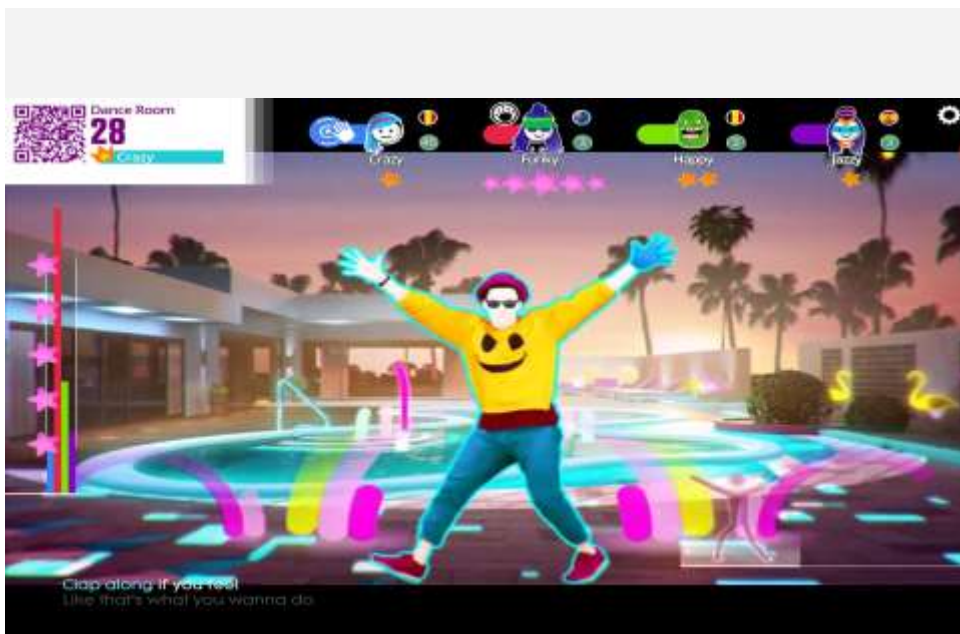 Dance Room
28
Crazy
Crazy
Funky
Happy
Jazzy
Clap along if you feel
Like that's what you wanna do